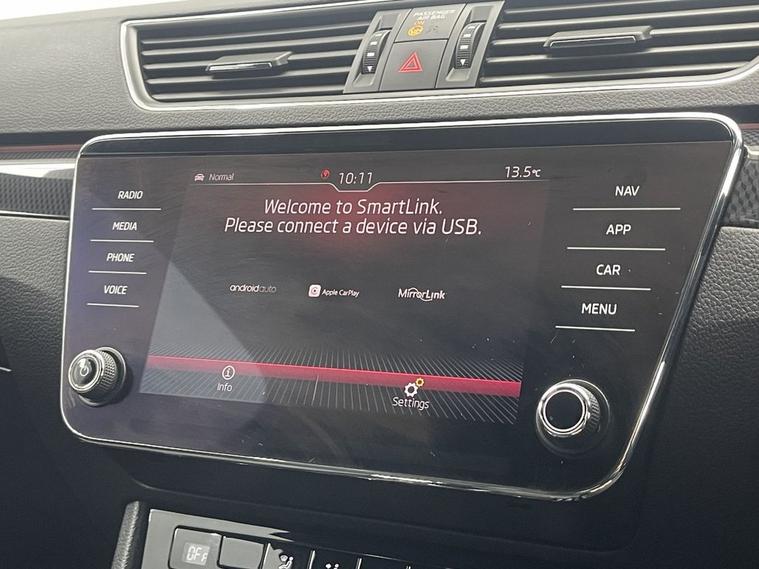 PASSENGER
AIR BAG
ON
Normal
10:11
13.5°C
RADIO
MEDIA
PHONE
VOICE
Welcome to SmartLink.
Please connect a device via USB.
androidauto
Apple CarPlay
MirrorLink
Info
Settings
NAV
APP
CAR
MENU
OFF